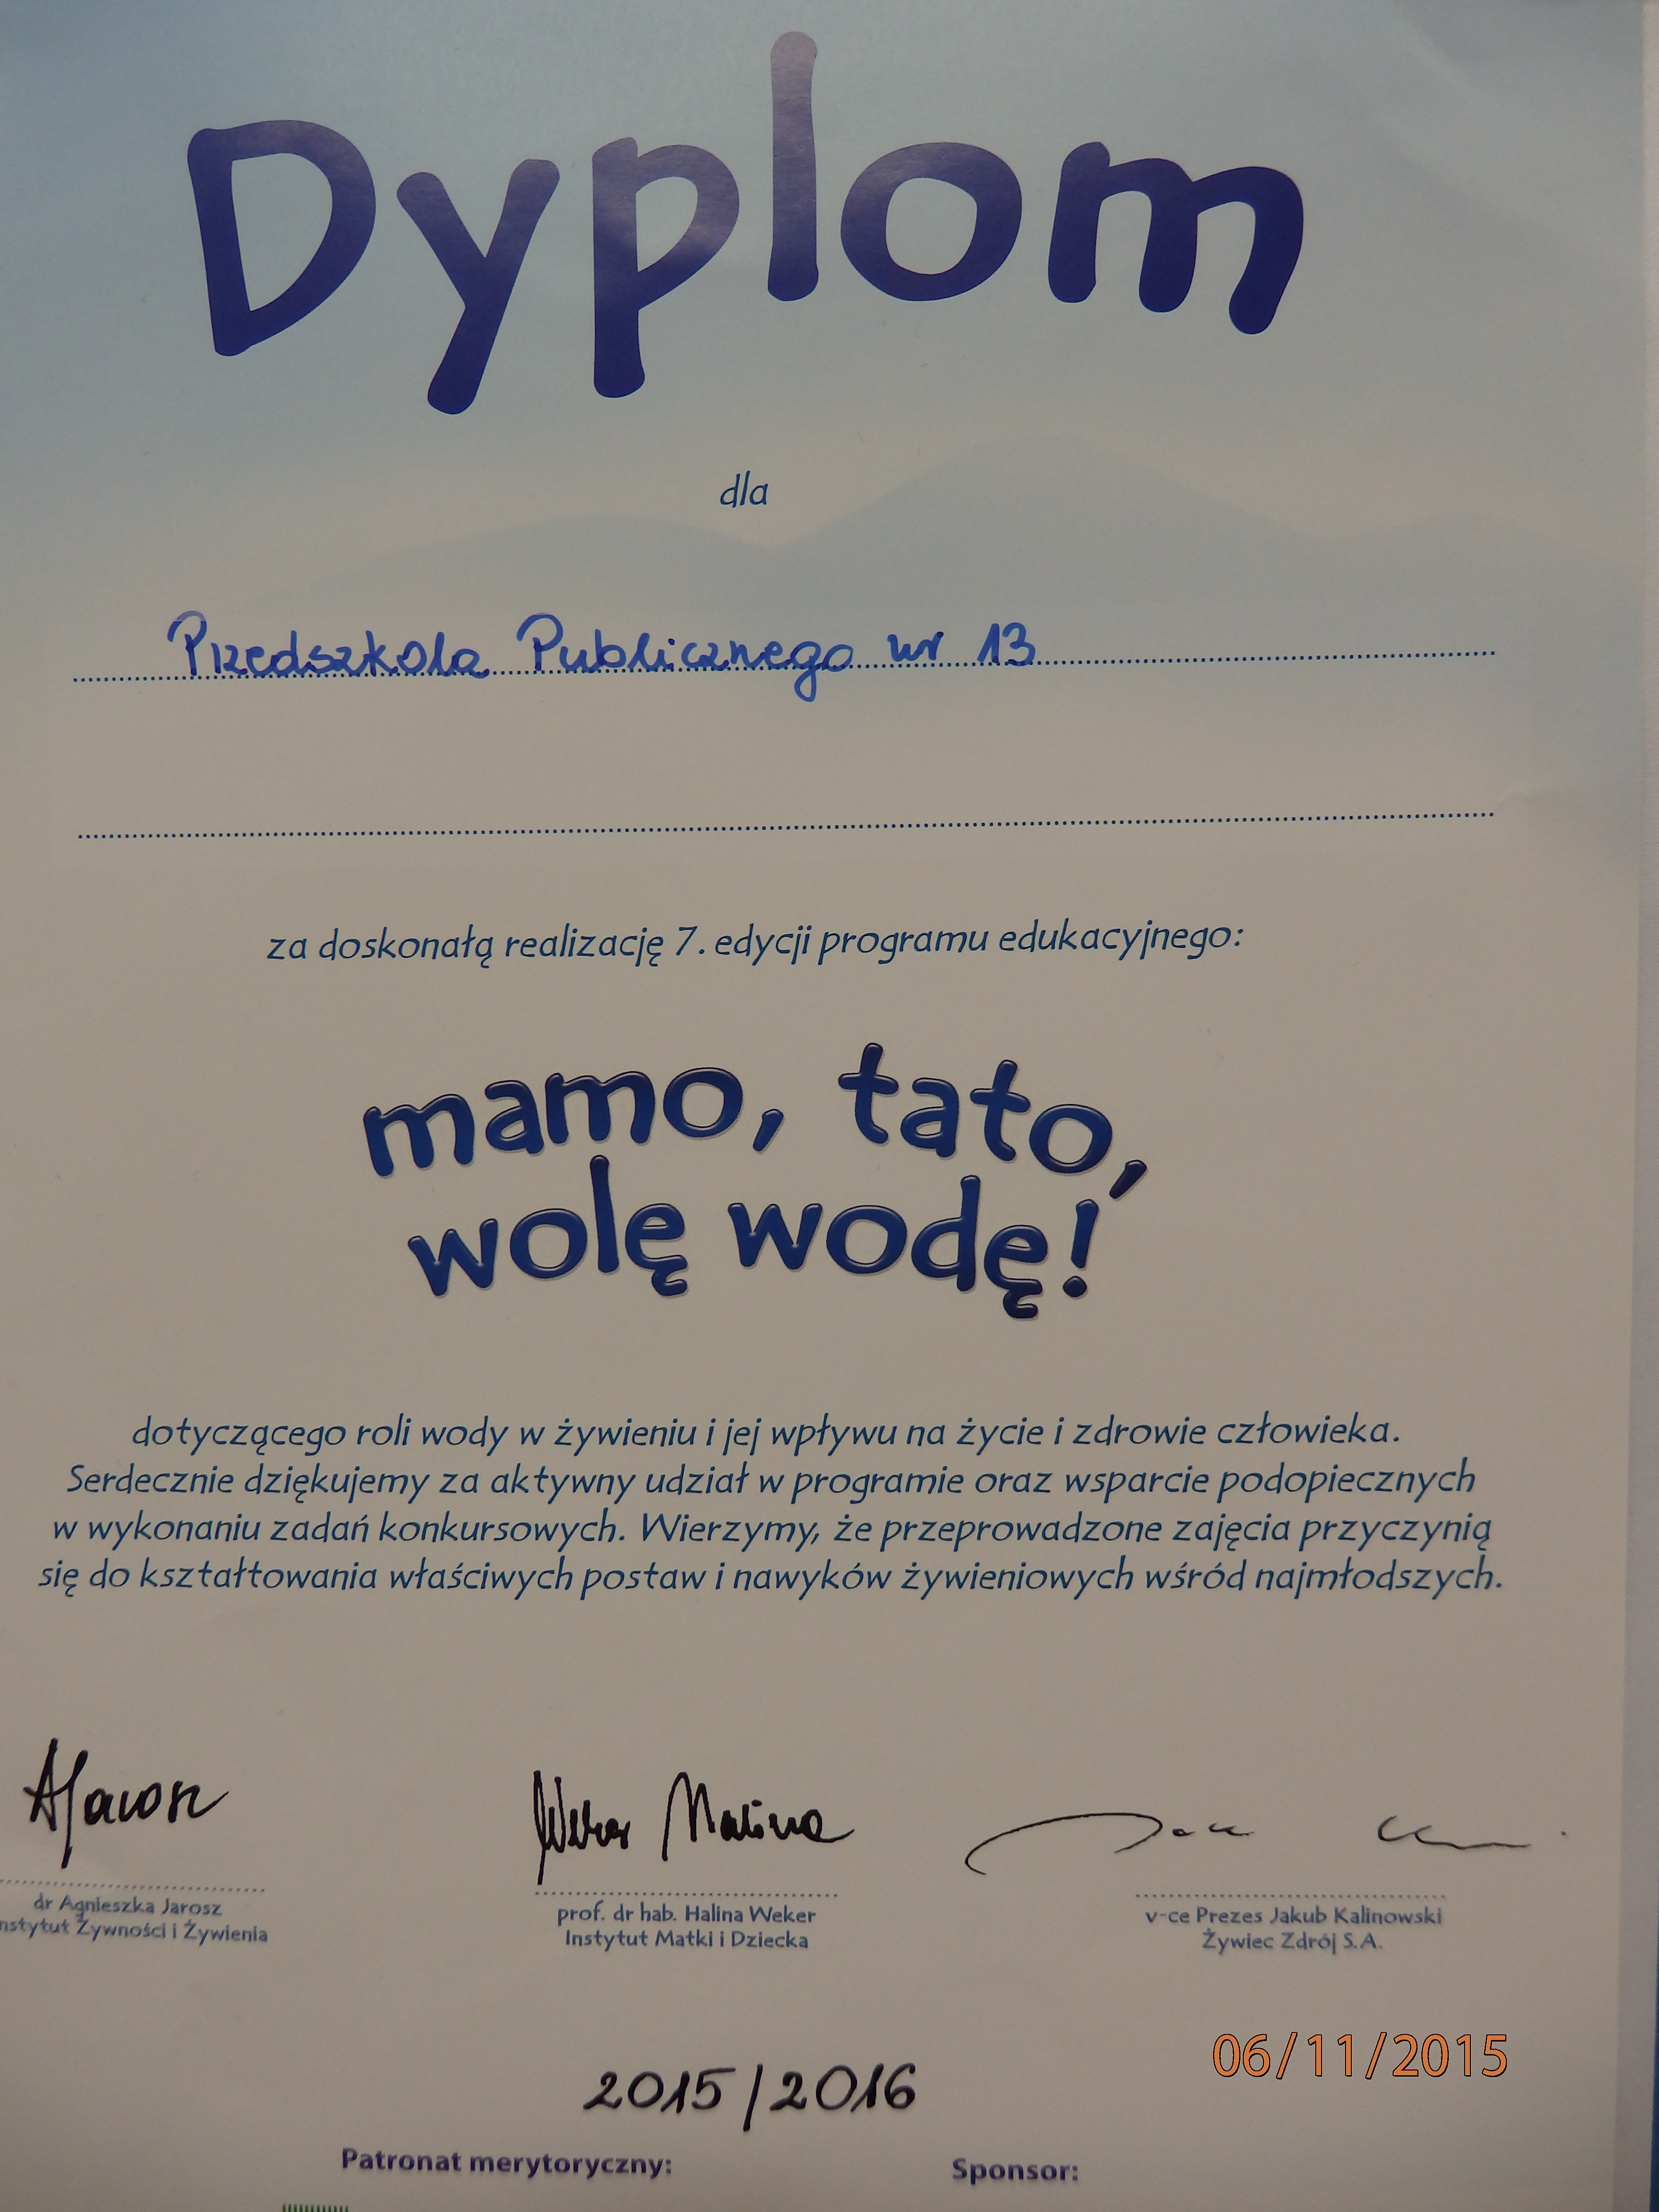 Dyplom
dla
Przedszkola Publicznego nr 13
za doskonałą realizację 7. edycji programu edukacyjnego:
mamo, tato,
wolę wodę!
dotyczącego roli wody w żywieniu i jej wpływu na życie i zdrowie człowieka.
Serdecznie dziękujemy za aktywny udział w programie oraz wsparcie podopiecznych
w wykonaniu zadań konkursowych. Wierzymy, że przeprowadzone zajęcia przyczynią
się do kształtowania właściwych postaw i nawyków żywieniowych wśród najmłodszych.
AJarosz
Weker Halina
dr Agnieszka Jarosz
nstytut Żywności i Żywienia
prof. dr hab. Halina Weker
Instytut Matki i Dziecka
v-ce Prezes Jakub Kalinowski
Żywiec Zdrój S.A.
06/11/2015
2015/2016
Patronat merytoryczny:
Sponsor: